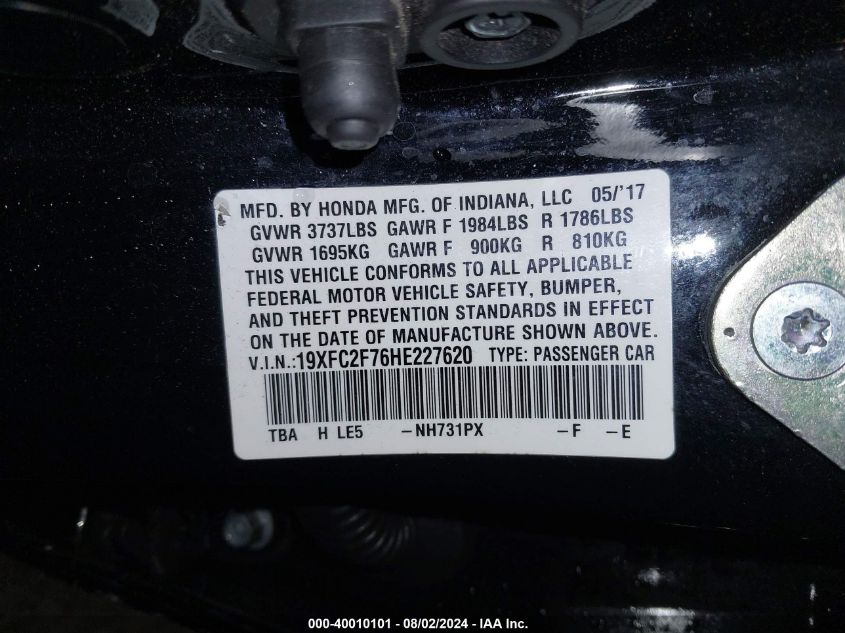 MFD. BY HONDA MFG. OF INDIANA, LLC 05/'17
GVWR 3737LBS GAWR F 1984LBS R 1786LBS
GVWR 1695KG GAWR F 900KG R 810KG
THIS VEHICLE CONFORMS TO ALL APPLICABLE
FEDERAL MOTOR VEHICLE SAFETY, BUMPER,
AND THEFT PREVENTION STANDARDS IN EFFECT
ON THE DATE OF MANUFACTURE SHOWN ABOVE.
V.I.N.:19XFC2F76HE227620 TYPE: PASSENGER CAR
TBA H LE5 -NH731PX -F -E
000-40010101 - 08/02/2024 - IAA Inc.